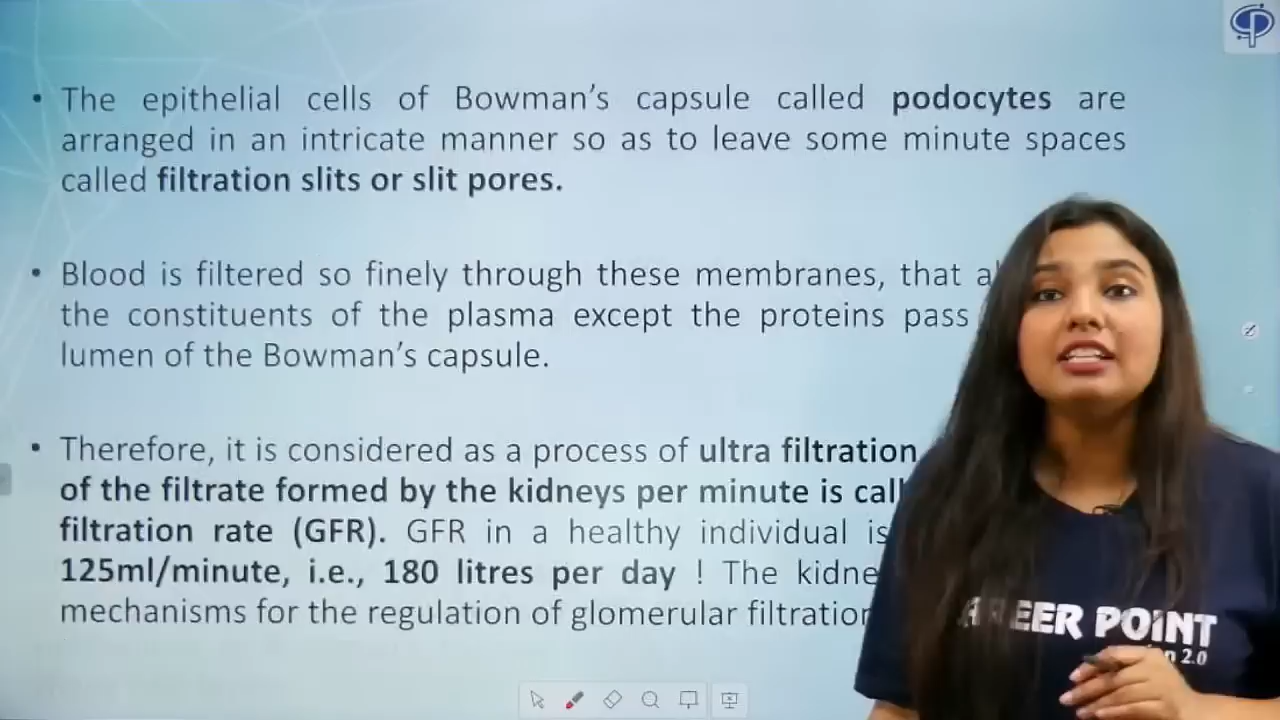 • The epithelial cells of Bowman's capsule called podocytes are
arranged in an intricate manner so as to leave some minute spaces
called filtration slits or slit pores.
• Blood is filtered so finely through these membranes, that
the constituents of the plasma except the proteins pass
lumen of the Bowman's capsule.
• Therefore, it is considered as a process of ultra filtration
of the filtrate formed by the kidneys per minute is
filtration rate (GFR). GFR in a healthy individual is
125ml/minute, i.e., 180 litres per day ! The
mechanisms for the regulation of glomerular
EER POINT
2.0